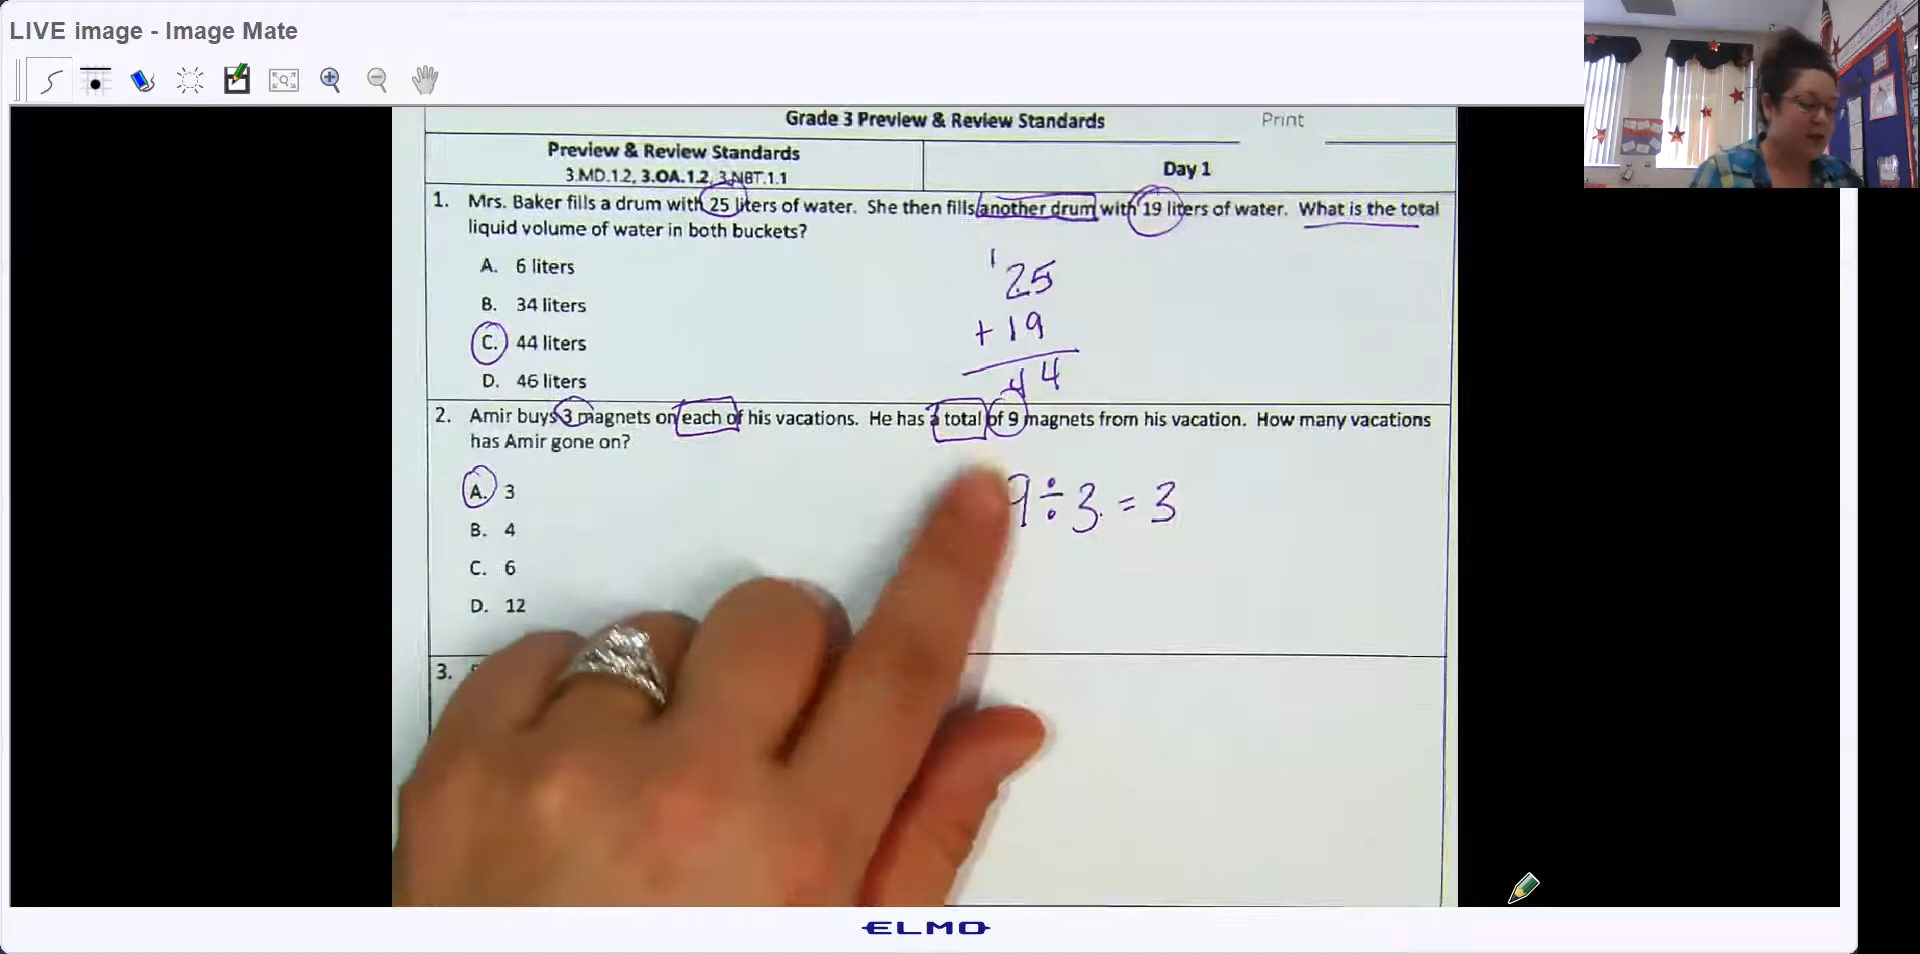 LIVE image - Image Mate
Grade 3 Preview & Review Standards
Print
Preview & Review Standards
3.MD.1.2, 3.OA.1.2, 3.NBT.1.1
Day 1
1. Mrs. Baker fills a drum with 25 liters of water. She then fills another drum with 19 liters of water. What is the total
liquid volume of water in both buckets?
A. 6 liters
B. 34 liters
C. 44 liters
D. 46 liters
1
25
+ 19
44
2. Amir buys 3 magnets on each of his vacations. He has a total of 9 magnets from his vacation. How many vacations
has Amir gone on?
A. 3
B. 4
C. 6
D. 12
9 ÷ 3 = 3
3.
ELMO